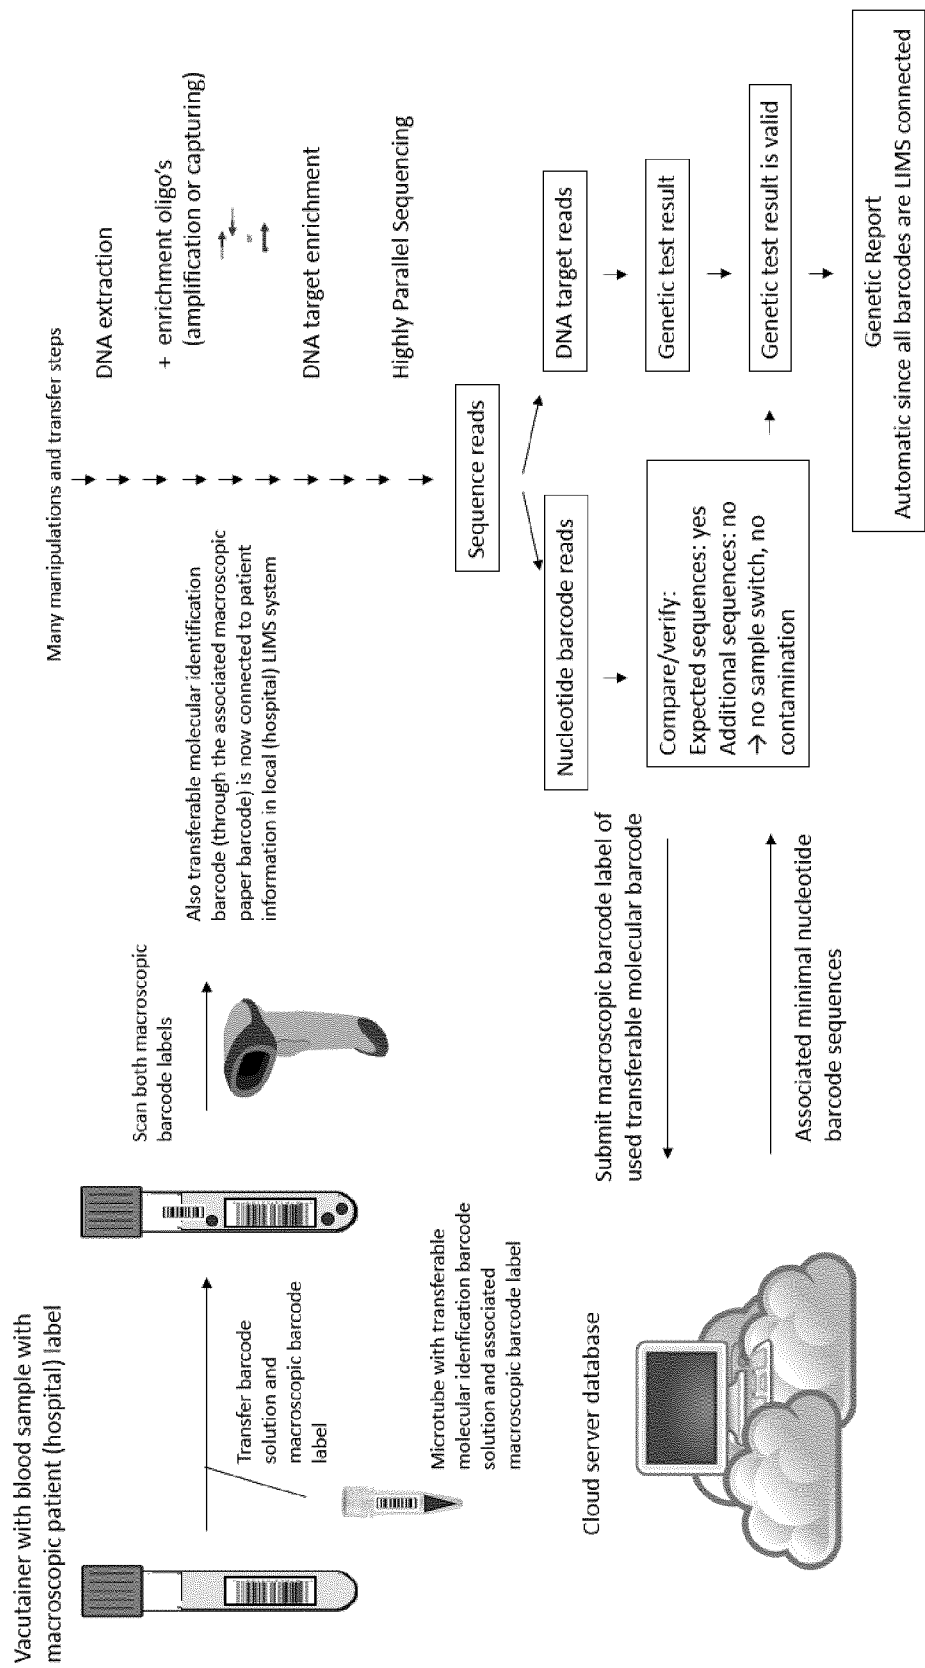 Vacutainer with blood sample with
macroscopic patient (hospital) label
Transfer barcode
solution and
macroscopic barcode
label
Microtube with transferable
molecular idenfication barcode
solution and associated
macroscopic barcode label
Scan both macroscopic
barcode labels
Also transferable molecular identification
barcode (through the associated macroscopic
paper barcode) is now connected to patient
information in local (hospital) LIMS system
Many manipulations and transfer steps
DNA extraction
+ enrichment oligo's
(amplification or capturing)
or
DNA target enrichment
Highly Parallel Sequencing
Sequence reads
Nucleotide barcode reads
DNA target reads
Genetic test result
Genetic test result is valid
Compare/verify:
Expected sequences: yes
Additional sequences: no
→ no sample switch, no
contamination
Cloud server database
Submit macroscopic barcode label of
used transferable molecular barcode
Associated minimal nucleotide
barcode sequences
Genetic Report
Automatic since all barcodes are LIMS connected